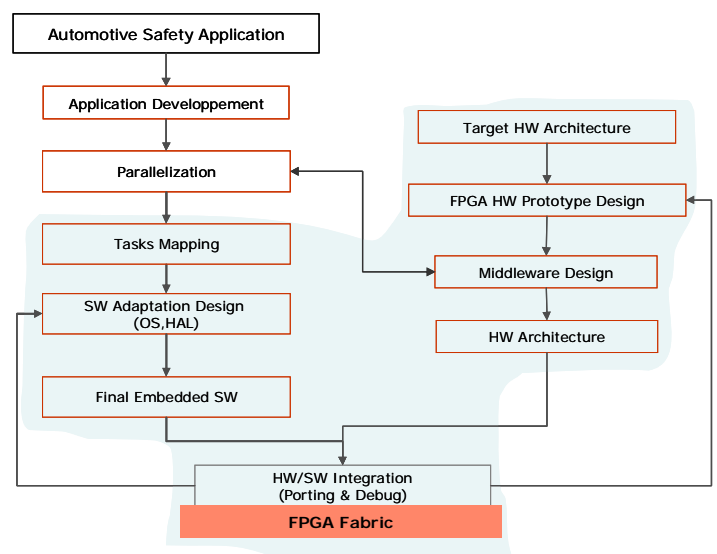 Automotive Safety Application
Application Developpement
Parallelization
Tasks Mapping
SW Adaptation Design
(OS,HAL)
Final Embedded SW
Target HW Architecture
FPGA HW Prototype Design
Middleware Design
HW Architecture
HW/SW Integration
(Porting & Debug)
FPGA Fabric